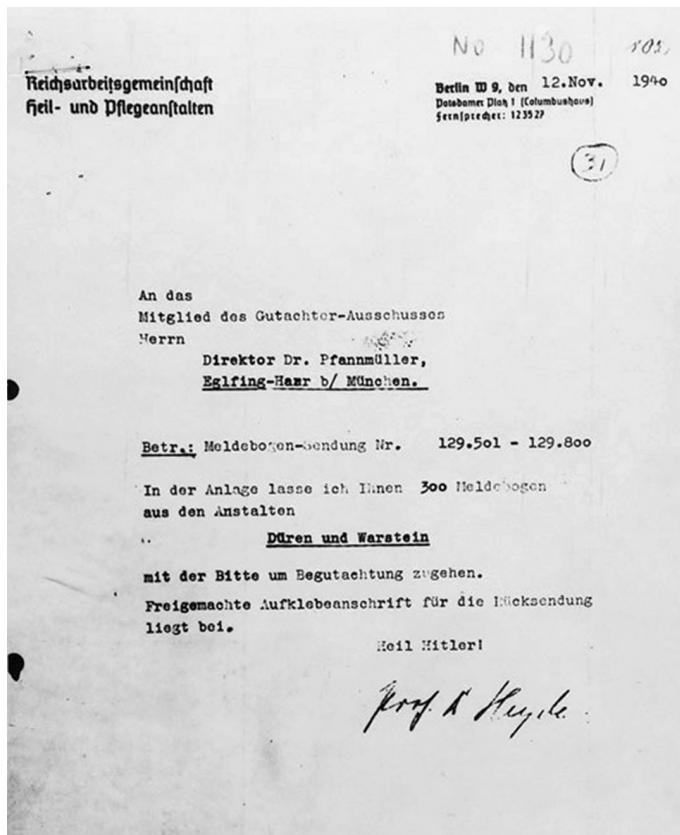 No 1130
Reichsarbeitsgemeinschaft
Heil- und Pflegeanstalten
Berlin W 9, den 12.Nov. 1940
Potsdamer Platz 1 (Columbushaus)
Fernsprecher: 123527
31
An das
Mitglied des Gutachter-Ausschusses
Herrn
Direktor Dr. Pfannmüller,
Eglfing-Haar b/ München.
Betr.: Meldebogen-Sendung Nr. 129.501 - 129.800
In der Anlage lasse ich Ihnen 300 Meldebogen
aus den Anstalten
Düren und Warstein
mit der Bitte um Begutachtung zugehen.
Freigemachte Aufklebeanschrift für die Rücksendung
liegt bei.
Heil Hitler!
Prof. Dr Heyde.